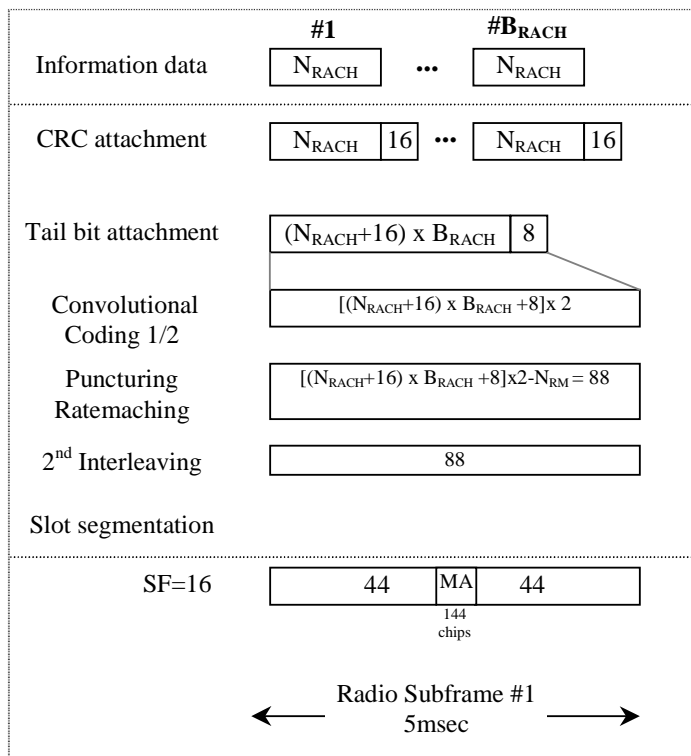 #1 #B_RACH
Information data N_RACH ... N_RACH
CRC attachment N_RACH 16 ... N_RACH 16
Tail bit attachment (N_RACH+16) x B_RACH 8
Convolutional
Coding 1/2
[(N_RACH+16) x B_RACH +8]x 2
Puncturing
Ratemaching
[(N_RACH+16) x B_RACH +8]x2-N_RM = 88
2nd Interleaving 88
Slot segmentation
SF=16 44 MA 44
144
chips
Radio Subframe #1
5msec